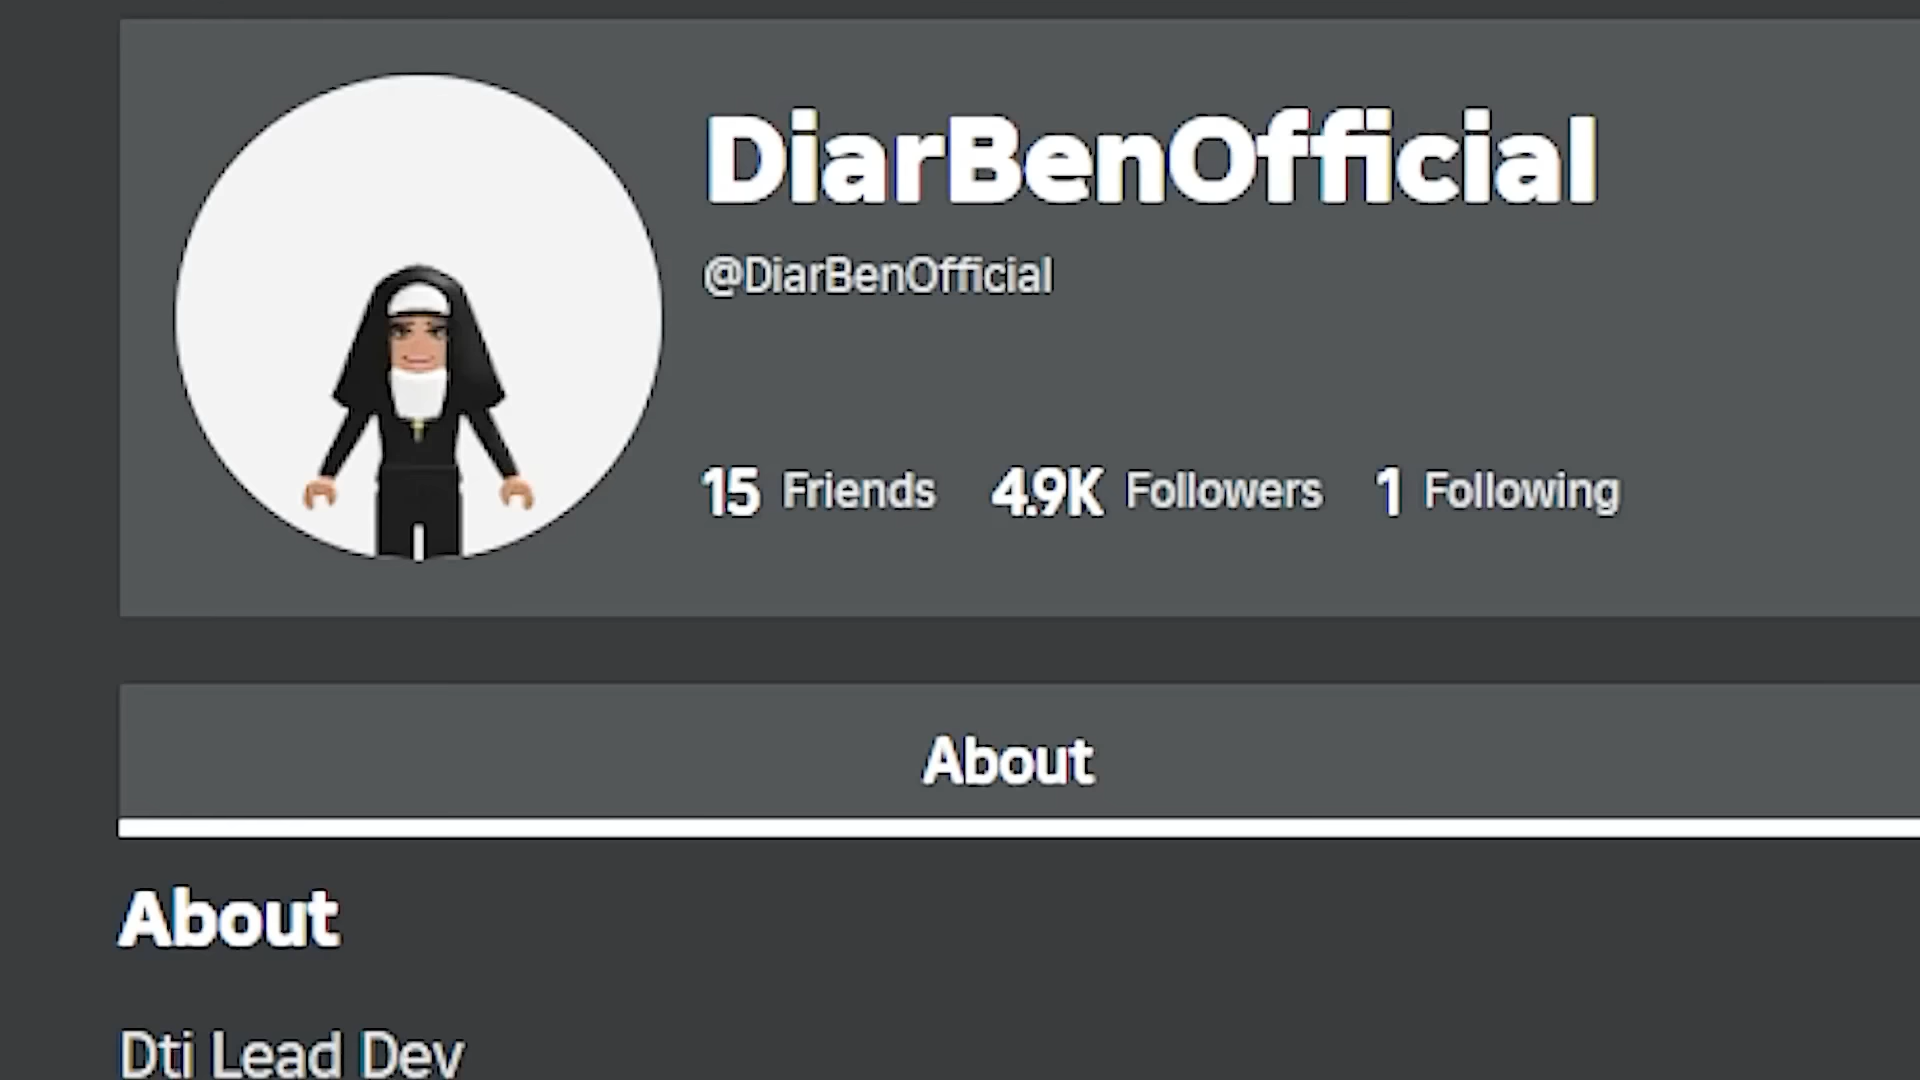 DiarBenOfficial
@DiarBenOfficial
15 Friends 4.9K Followers 1 Following
About
About
Dti Lead Dev